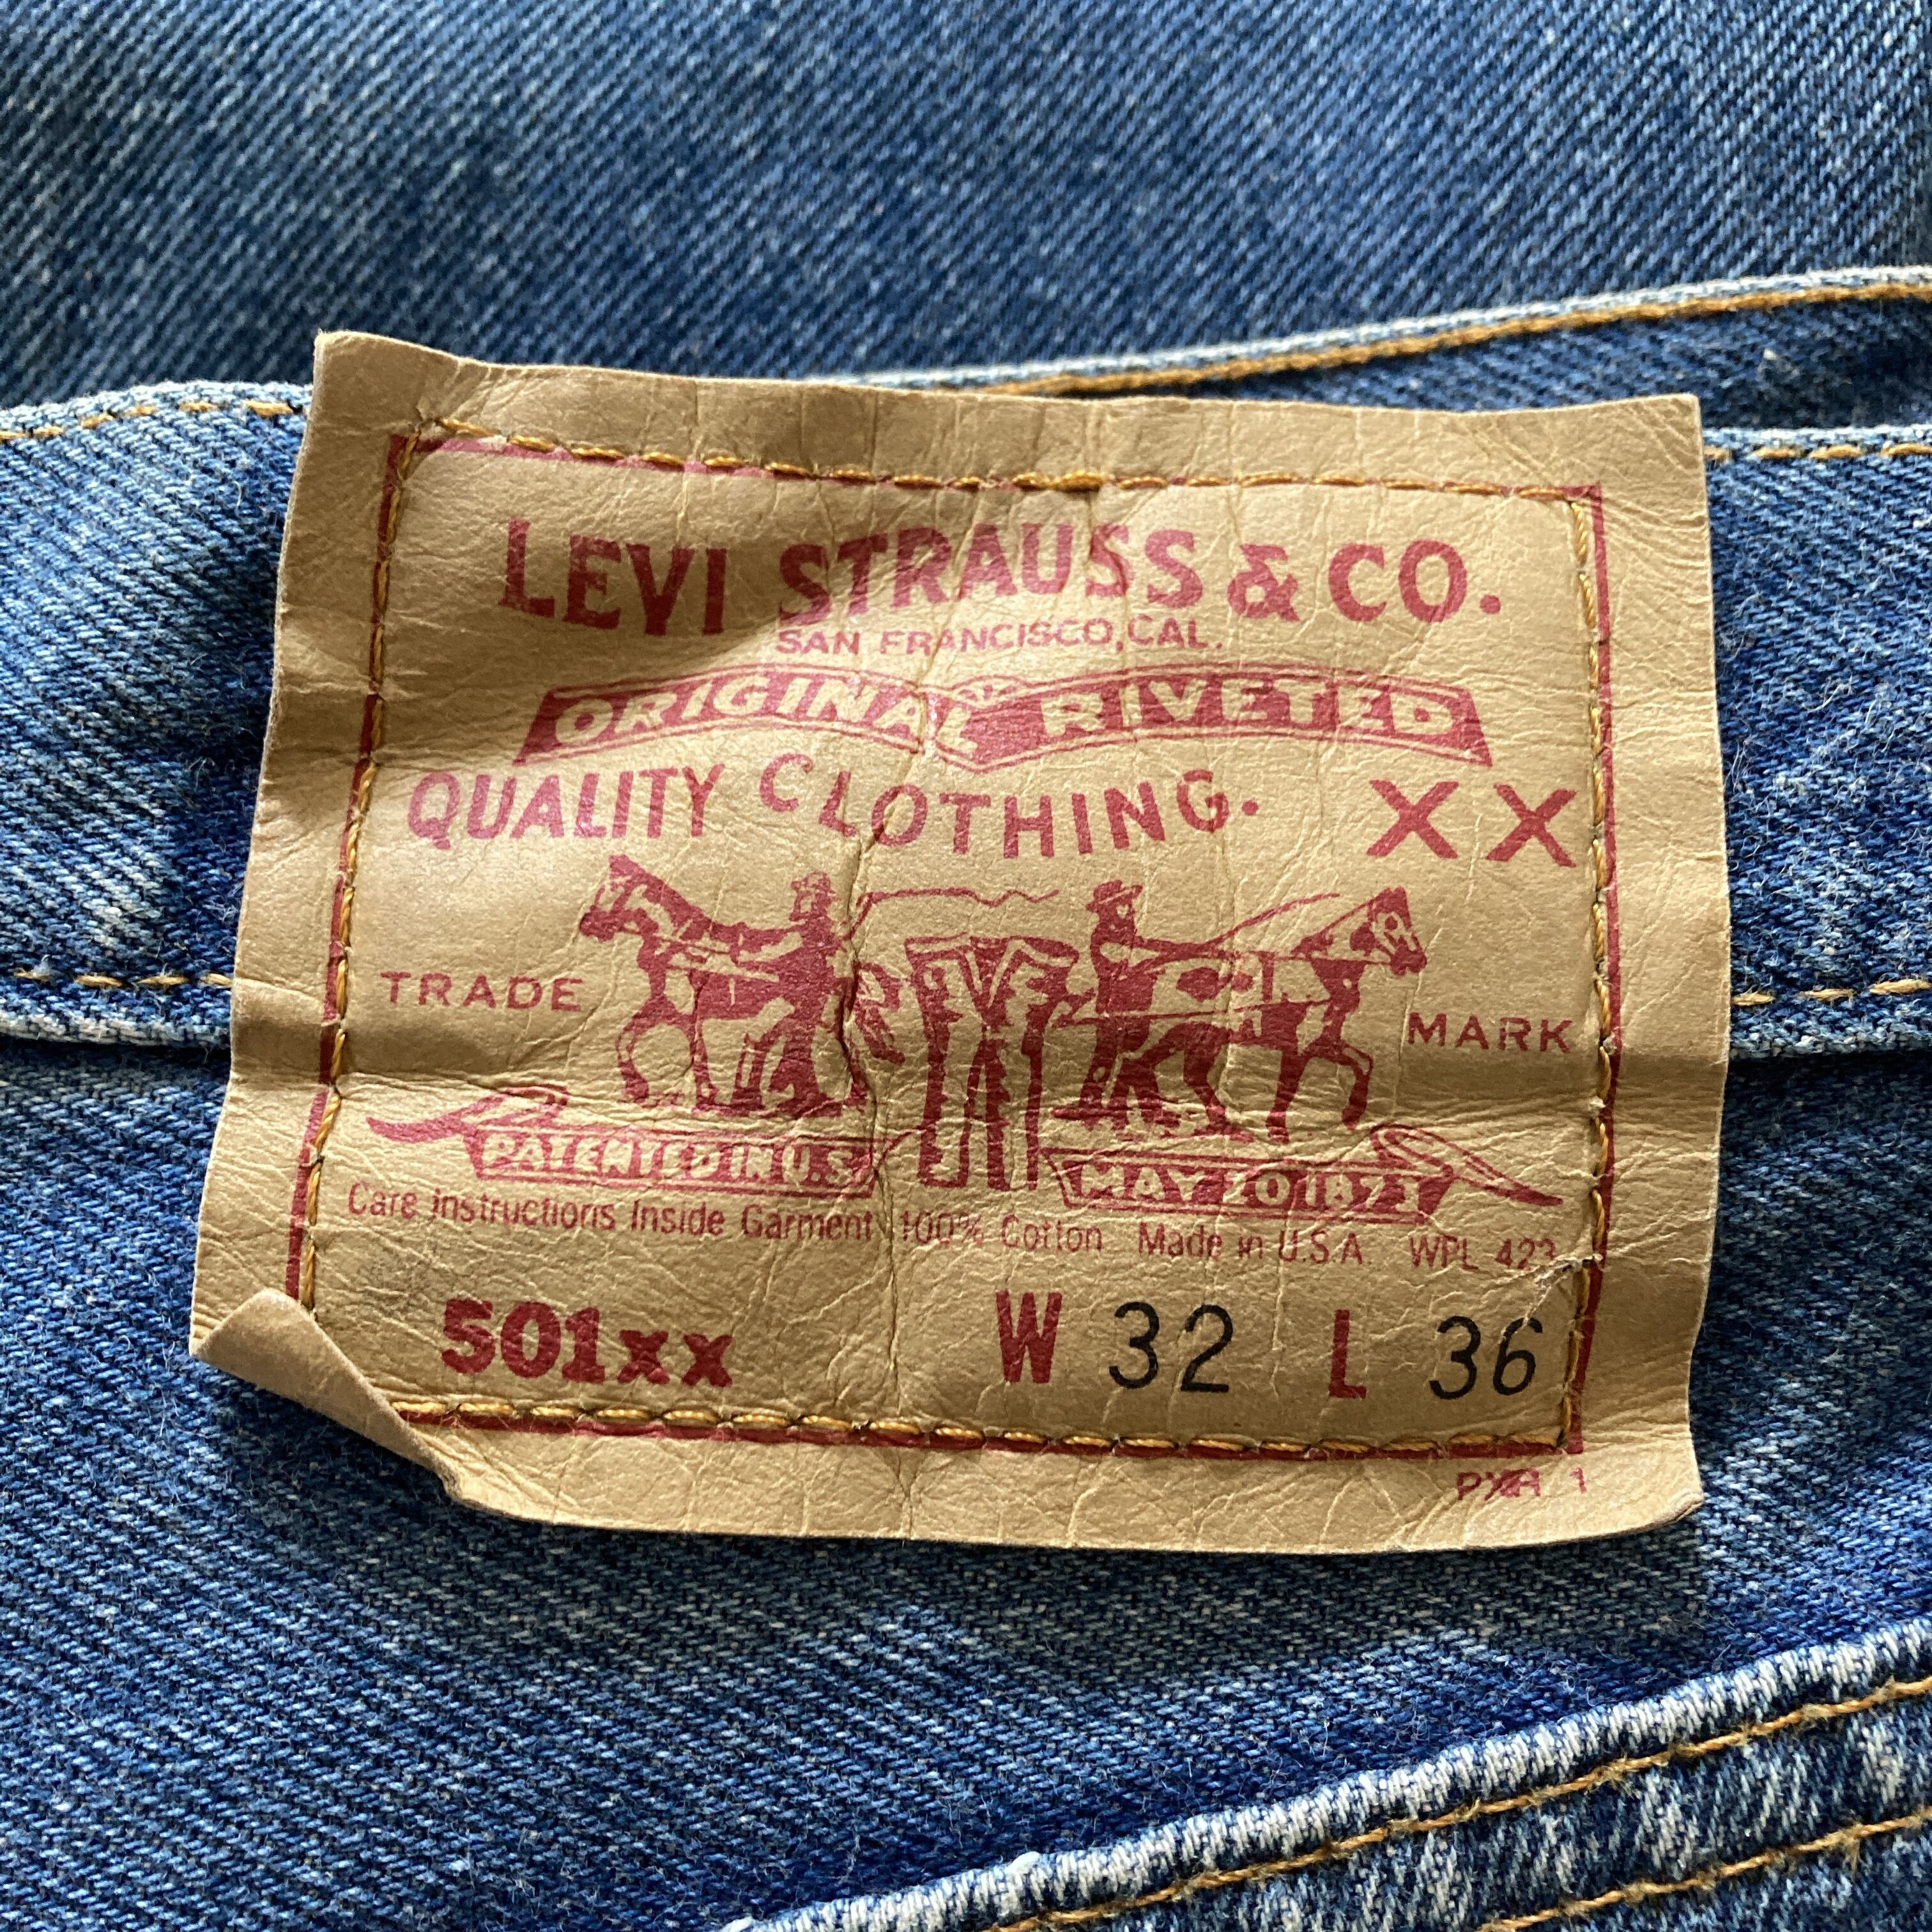 LEVI STRAUSS & CO.
SAN FRANCISCO, CAL.
ORIGINAL RIVETED
QUALITY CLOTHING. XX
TRADE MARK
PATENTED IN U.S. MAY 20 1873
Care Instructions Inside Garment 100% Cotton Made in U.S.A. WPL 423
501xx W 32 L 36
1